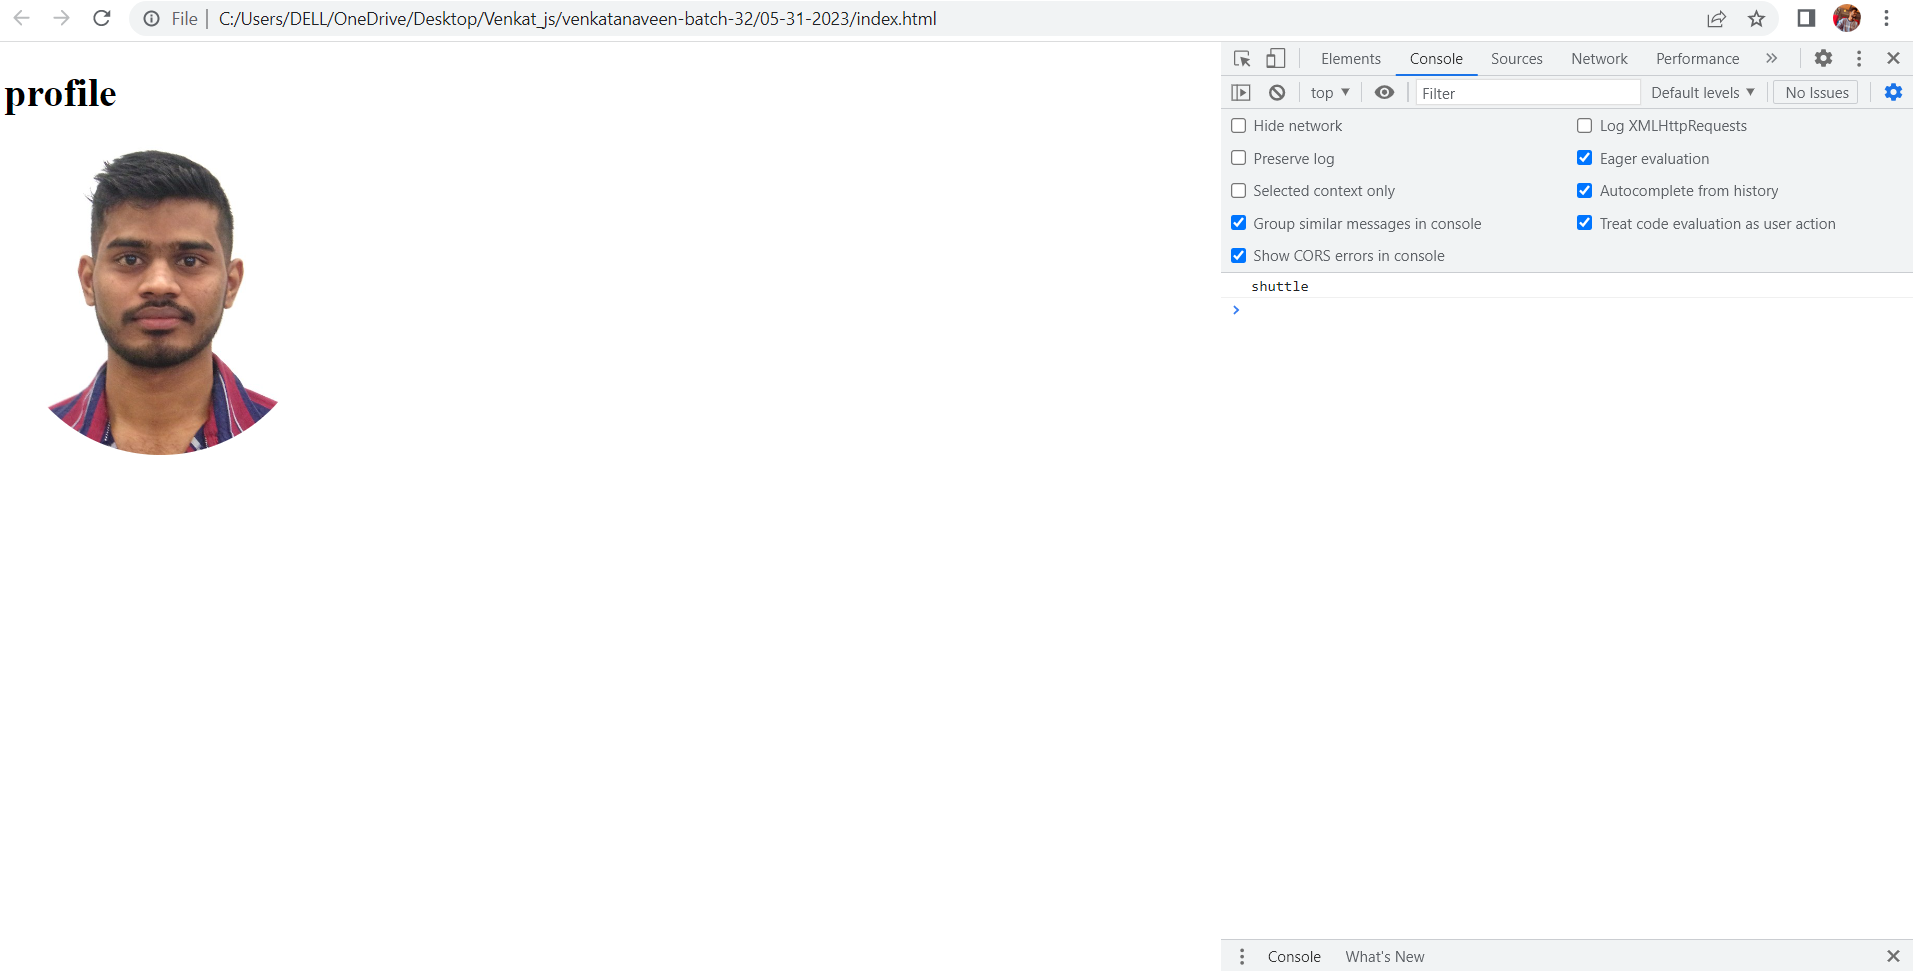 File | C:/Users/DELL/OneDrive/Desktop/Venkat_js/venkatanaveen-batch-32/05-31-2023/index.html
profile
Elements Console Sources Network Performance
top Filter Default levels No Issues
Hide network Log XMLHttpRequests
Preserve log Eager evaluation
Selected context only Autocomplete from history
Group similar messages in console Treat code evaluation as user action
Show CORS errors in console
shuttle
Console What's New